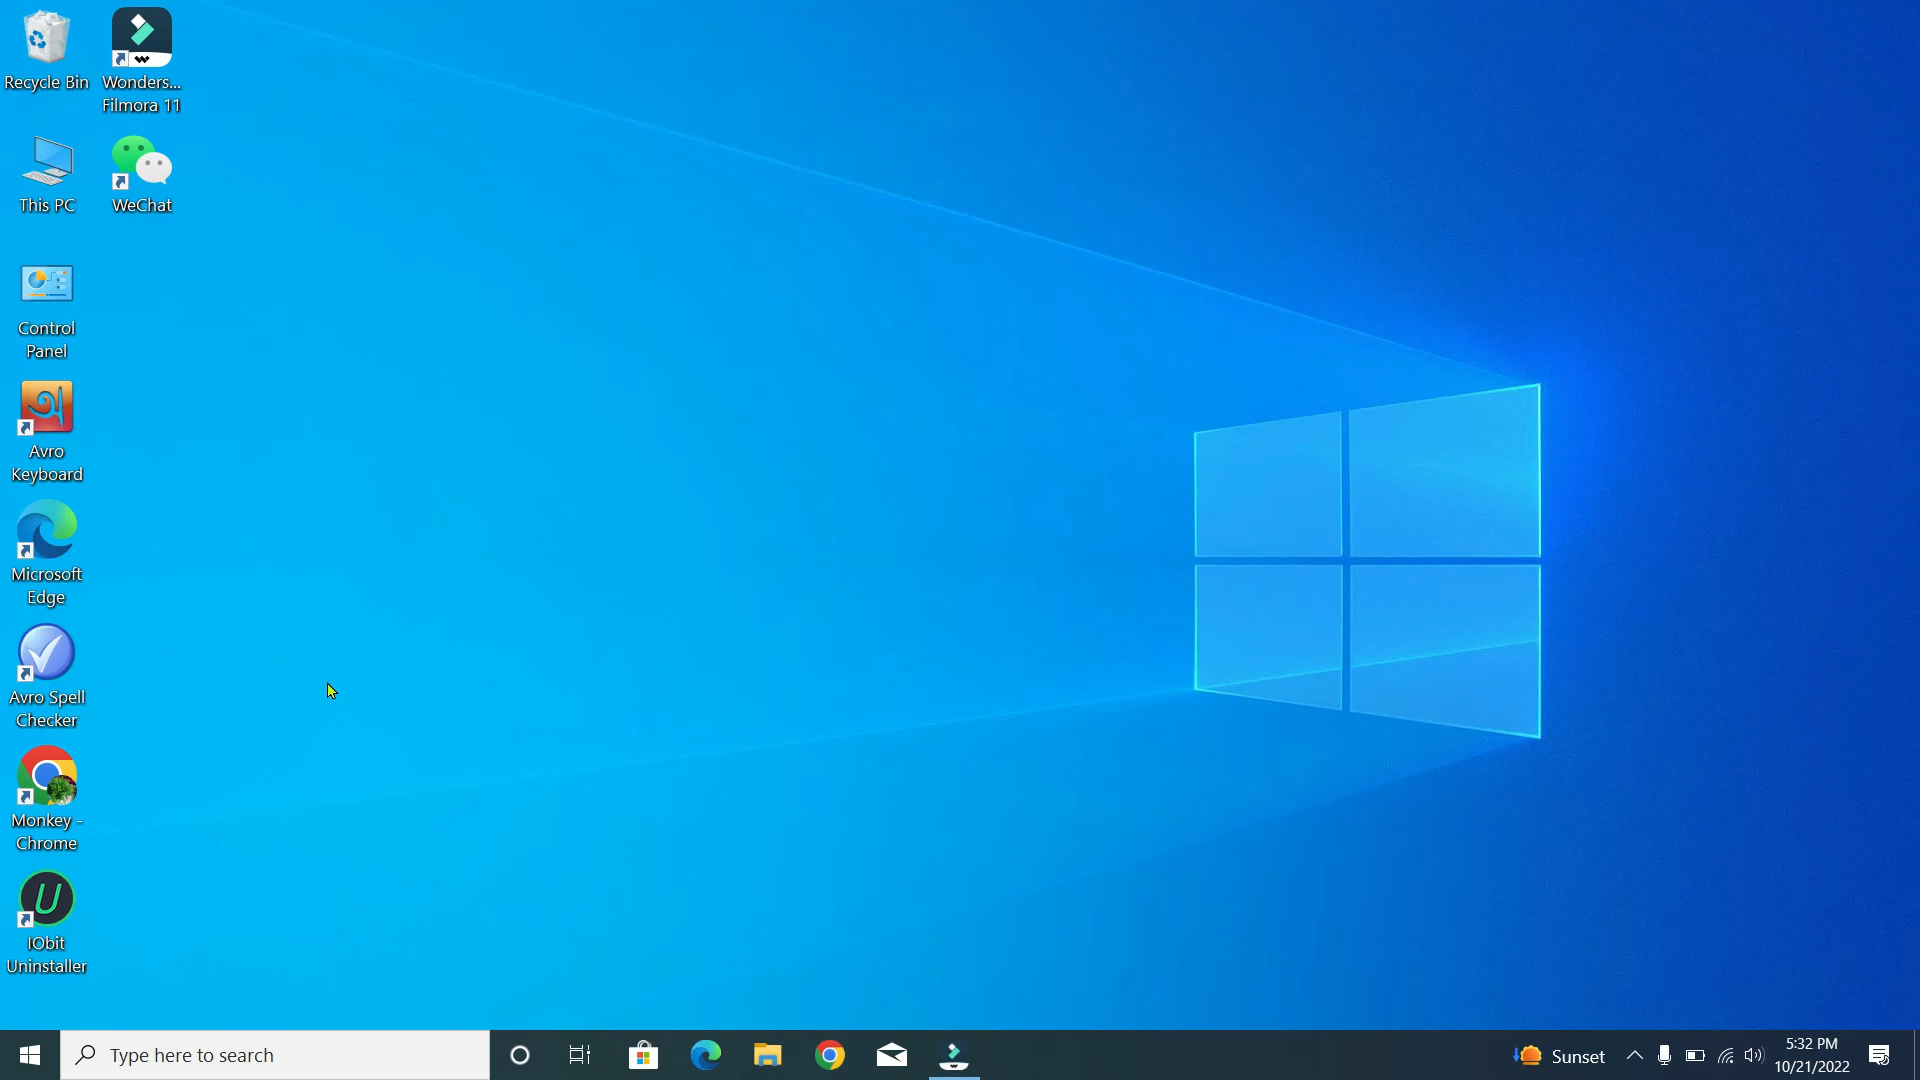 Recycle Bin
Wonders...
Filmora 11
This PC
WeChat
Control
Panel
Avro
Keyboard
Microsoft
Edge
Avro Spell
Checker
Monkey -
Chrome
IObit
Uninstaller
Type here to search
Sunset
5:32 PM
10/21/2022